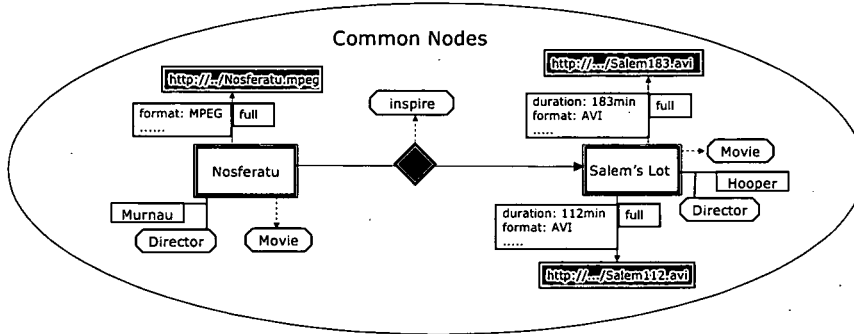 Common Nodes
http://../Nosferatu.mpeg
format: MPEG
......
full
inspire
http://.../Salem183.avi
duration: 183min
format: AVI
.....
full
Nosferatu
Salem's Lot
Movie
Hooper
Director
Murnau
Director
Movie
duration: 112min
format: AVI
.....
full
http://.../Salem112.avi